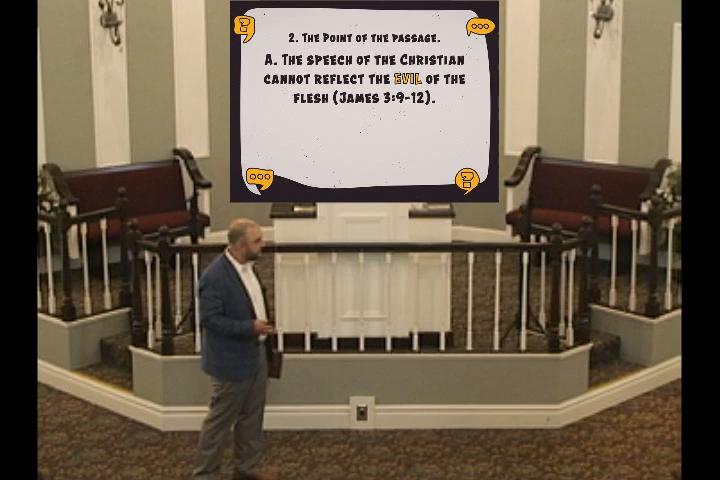 2. The Point of the passage.
A. The speech of the Christian
cannot reflect the evil of the
flesh (James 3:9-12).